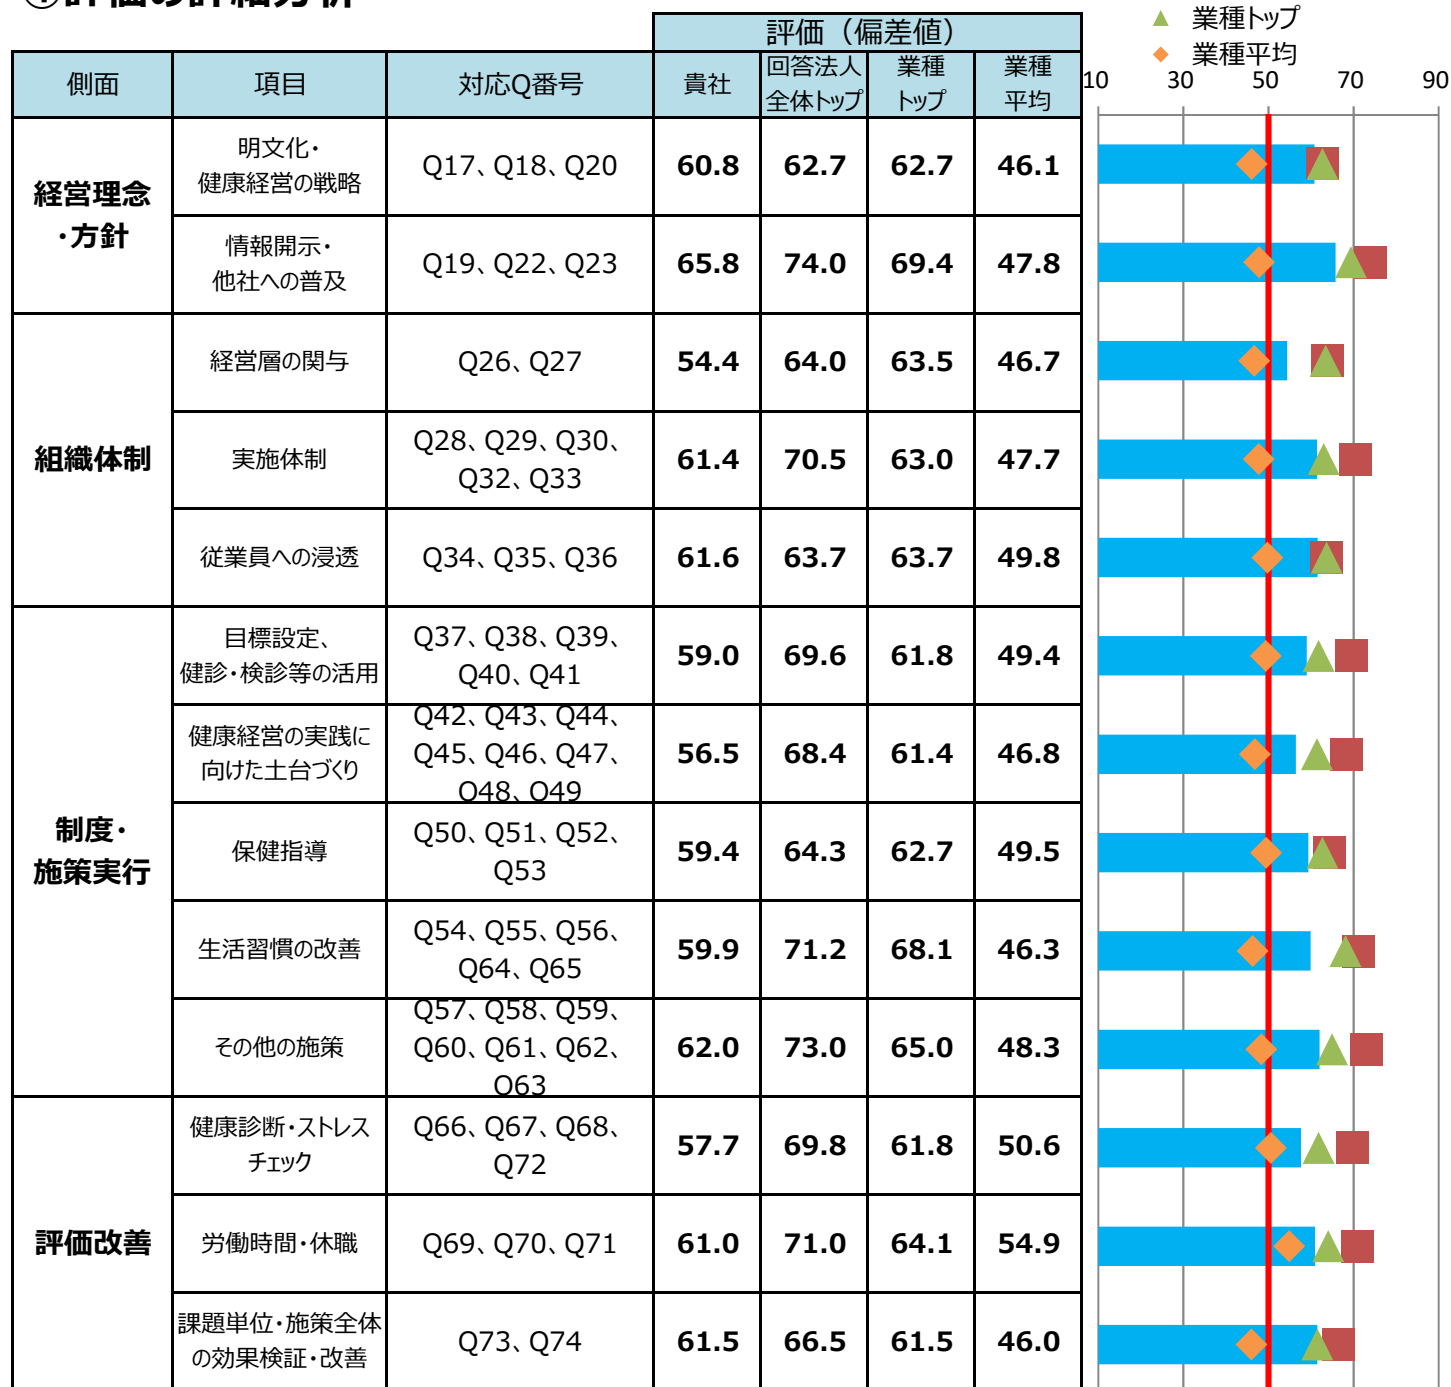 ①評価の詳細分析
▲ 業種トップ
◆ 業種平均
評価（偏差値）
側面 項目 対応Q番号 貴社 回答法人 業種 業種
全体トップ トップ 平均
10 30 50 70 90
経営理念
・方針
明文化・
健康経営の戦略
Q17、Q18、Q20
60.8 62.7 62.7 46.1
情報開示・
他社への普及
Q19、Q22、Q23
65.8 74.0 69.4 47.8
組織体制
経営層の関与
Q26、Q27
54.4 64.0 63.5 46.7
実施体制
Q28、Q29、Q30、
Q32、Q33
61.4 70.5 63.0 47.7
従業員への浸透
Q34、Q35、Q36
61.6 63.7 63.7 49.8
制度・
施策実行
目標設定、
健診・検診等の活用
Q37、Q38、Q39、
Q40、Q41
59.0 69.6 61.8 49.4
健康経営の実践に
向けた土台づくり
Q42、Q43、Q44、
Q45、Q46、Q47、
Q48、Q49
56.5 68.4 61.4 46.8
保健指導
Q50、Q51、Q52、
Q53
59.4 64.3 62.7 49.5
生活習慣の改善
Q54、Q55、Q56、
Q64、Q65
59.9 71.2 68.1 46.3
その他の施策
Q57、Q58、Q59、
Q60、Q61、Q62、
Q63
62.0 73.0 65.0 48.3
評価改善
健康診断・ストレス
チェック
Q66、Q67、Q68、
Q72
57.7 69.8 61.8 50.6
労働時間・休職
Q69、Q70、Q71
61.0 71.0 64.1 54.9
課題単位・施策全体
の効果検証・改善
Q73、Q74
61.5 66.5 61.5 46.0